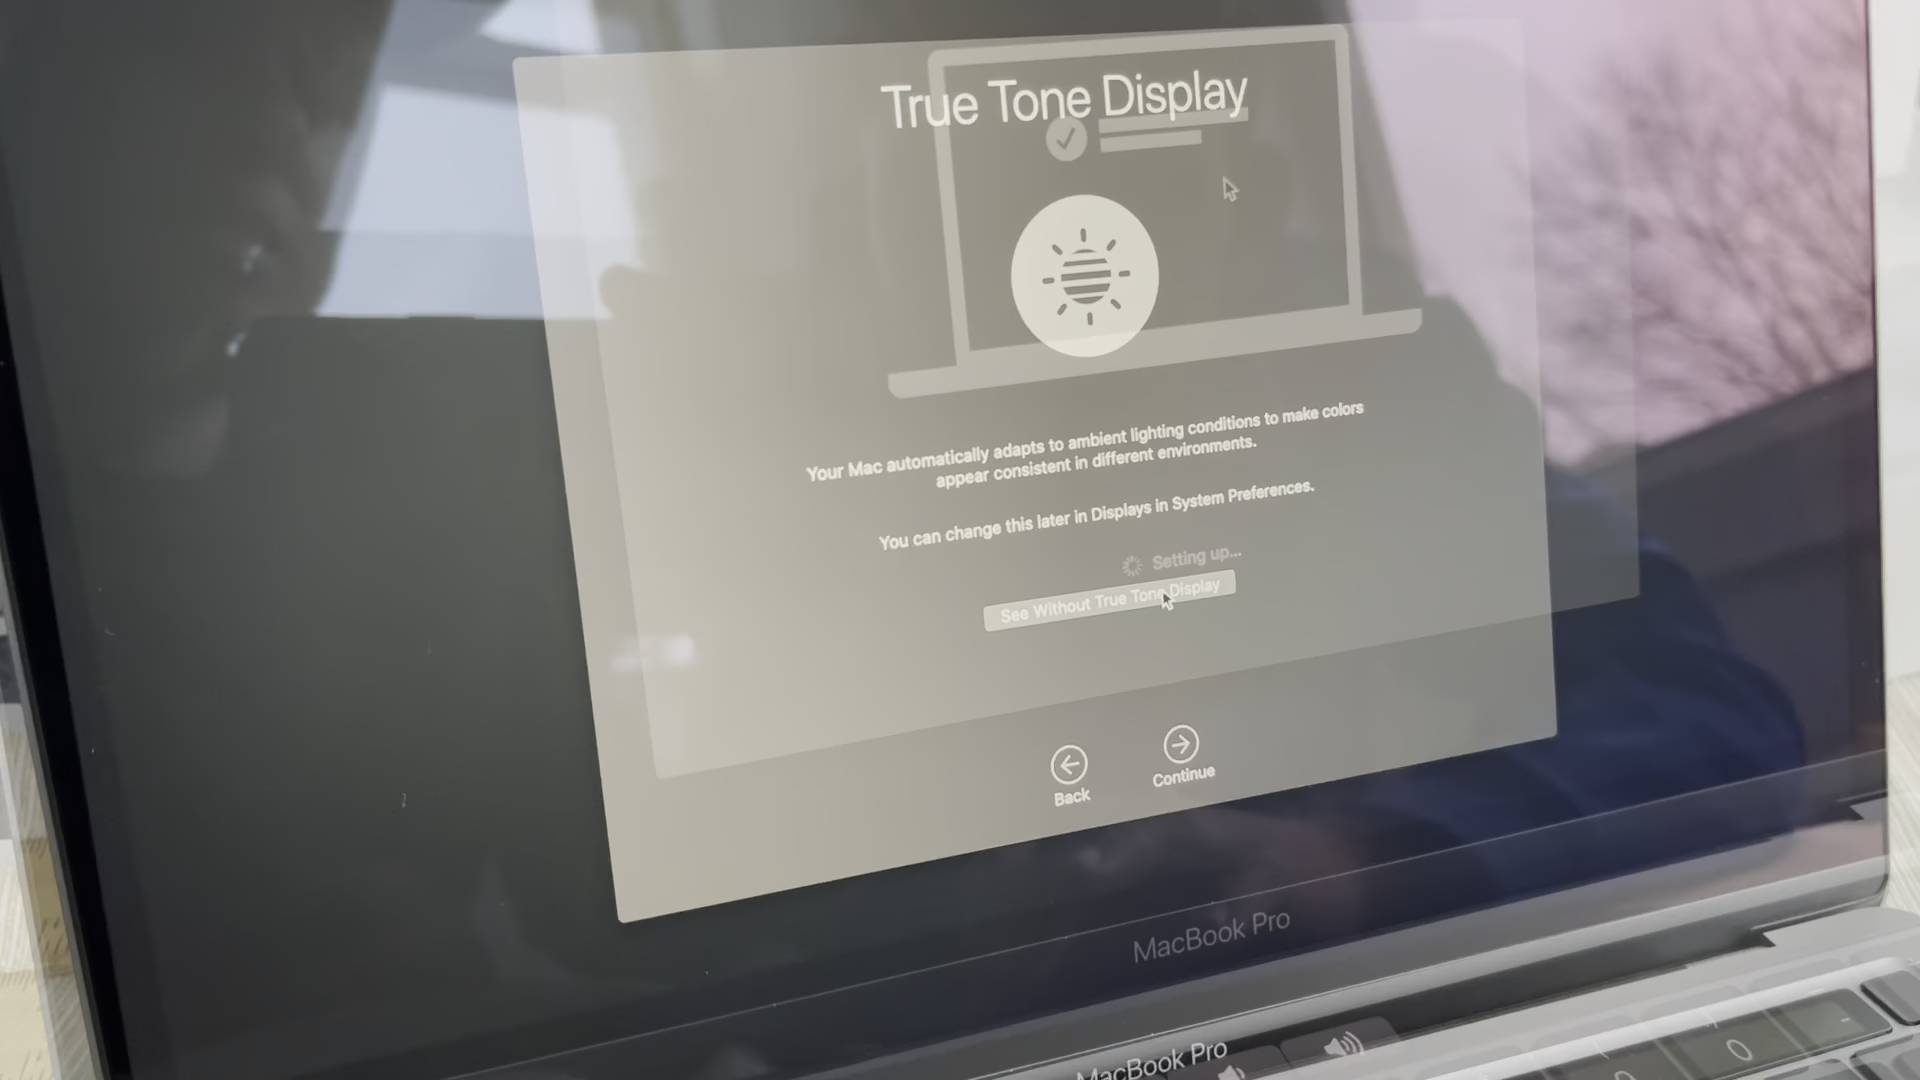 True Tone Display
Your Mac automatically adapts to ambient lighting conditions to make colors
appear consistent in different environments.
You can change this later in Displays in System Preferences.
Setting up...
See Without True Tone Display
Back
Continue
MacBook Pro
MacBook Pro